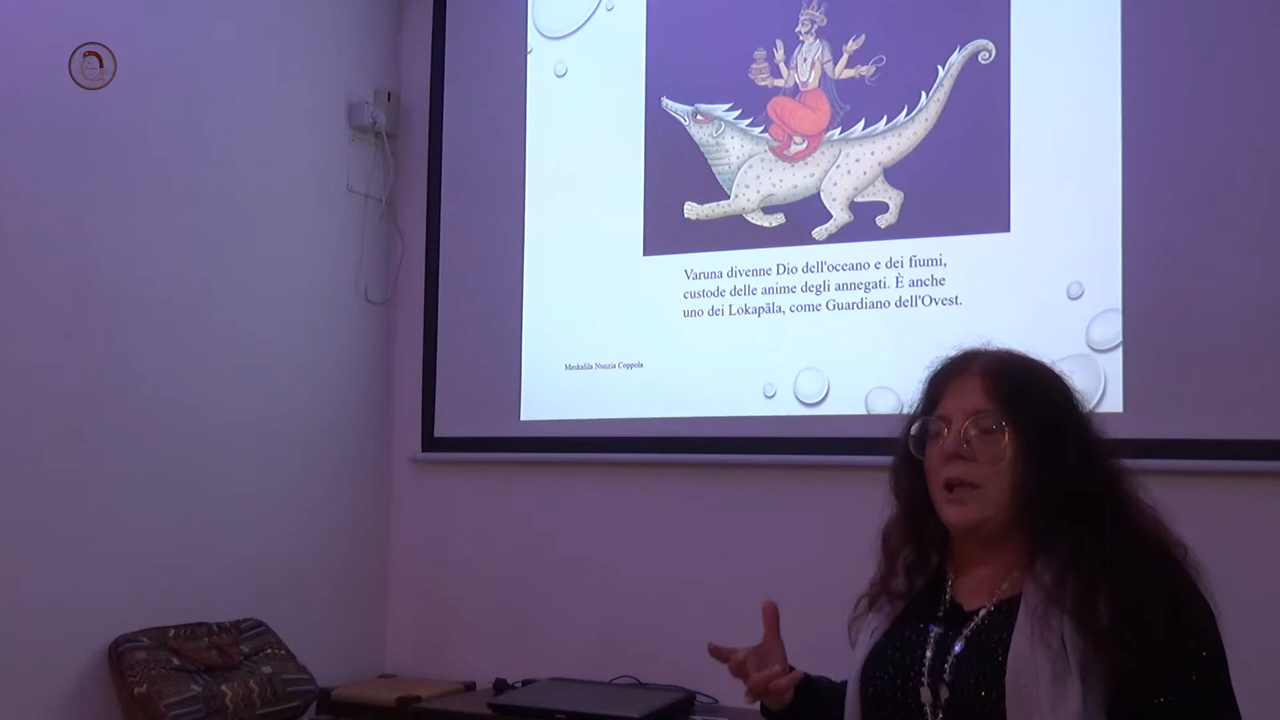 Varuna divenne Dio dell'oceano e dei fiumi,
custode delle anime degli annegati. È anche
uno dei Lokapāla, come Guardiano dell'Ovest.
Meskalila Nunzia Coppola